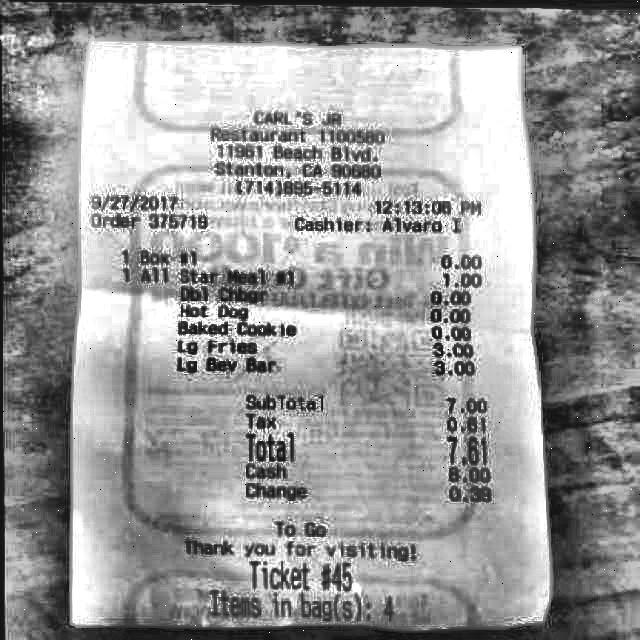 CARL'S JR
Restaurant 1100580
11961 Beach Blvd.
Stanton, CA 90680
(714)895-5114
9/27/2017 12:13:08 PM
Order 375719 Cashier: Alvaro I
1 Box #1 0.00
1 All Star Meal #1 1.00
Dbl Chbgr 0.00
Hot Dog 0.00
Baked Cookie 0.00
Lg Fries 3.00
Lg Bev Bar 3.00
SubTotal 7.00
Tax 0.61
Total 7.61
Cash 8.00
Change 0.39
To Go
Thank you for visiting!
Ticket #45
Items in bag(s): 4